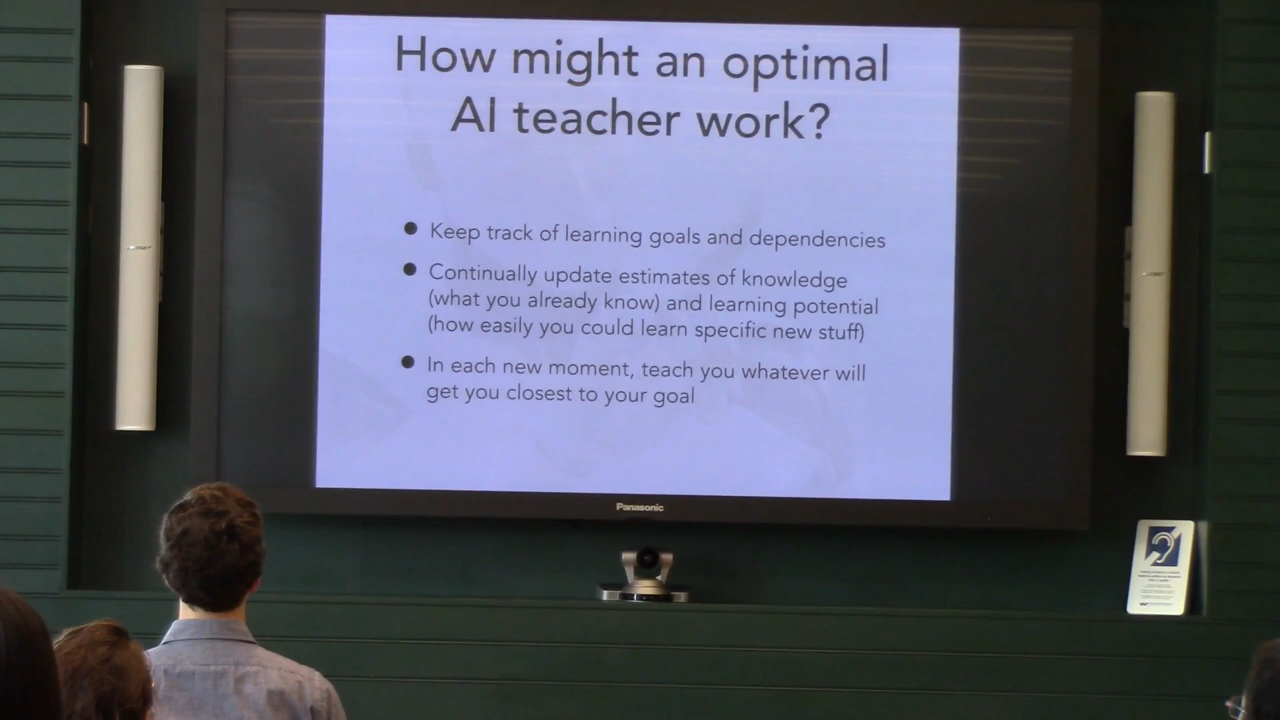 How might an optimal
AI teacher work?
Keep track of learning goals and dependencies
Continually update estimates of knowledge
(what you already know) and learning potential
(how easily you could learn specific new stuff)
In each new moment, teach you whatever will
get you closest to your goal
Panasonic